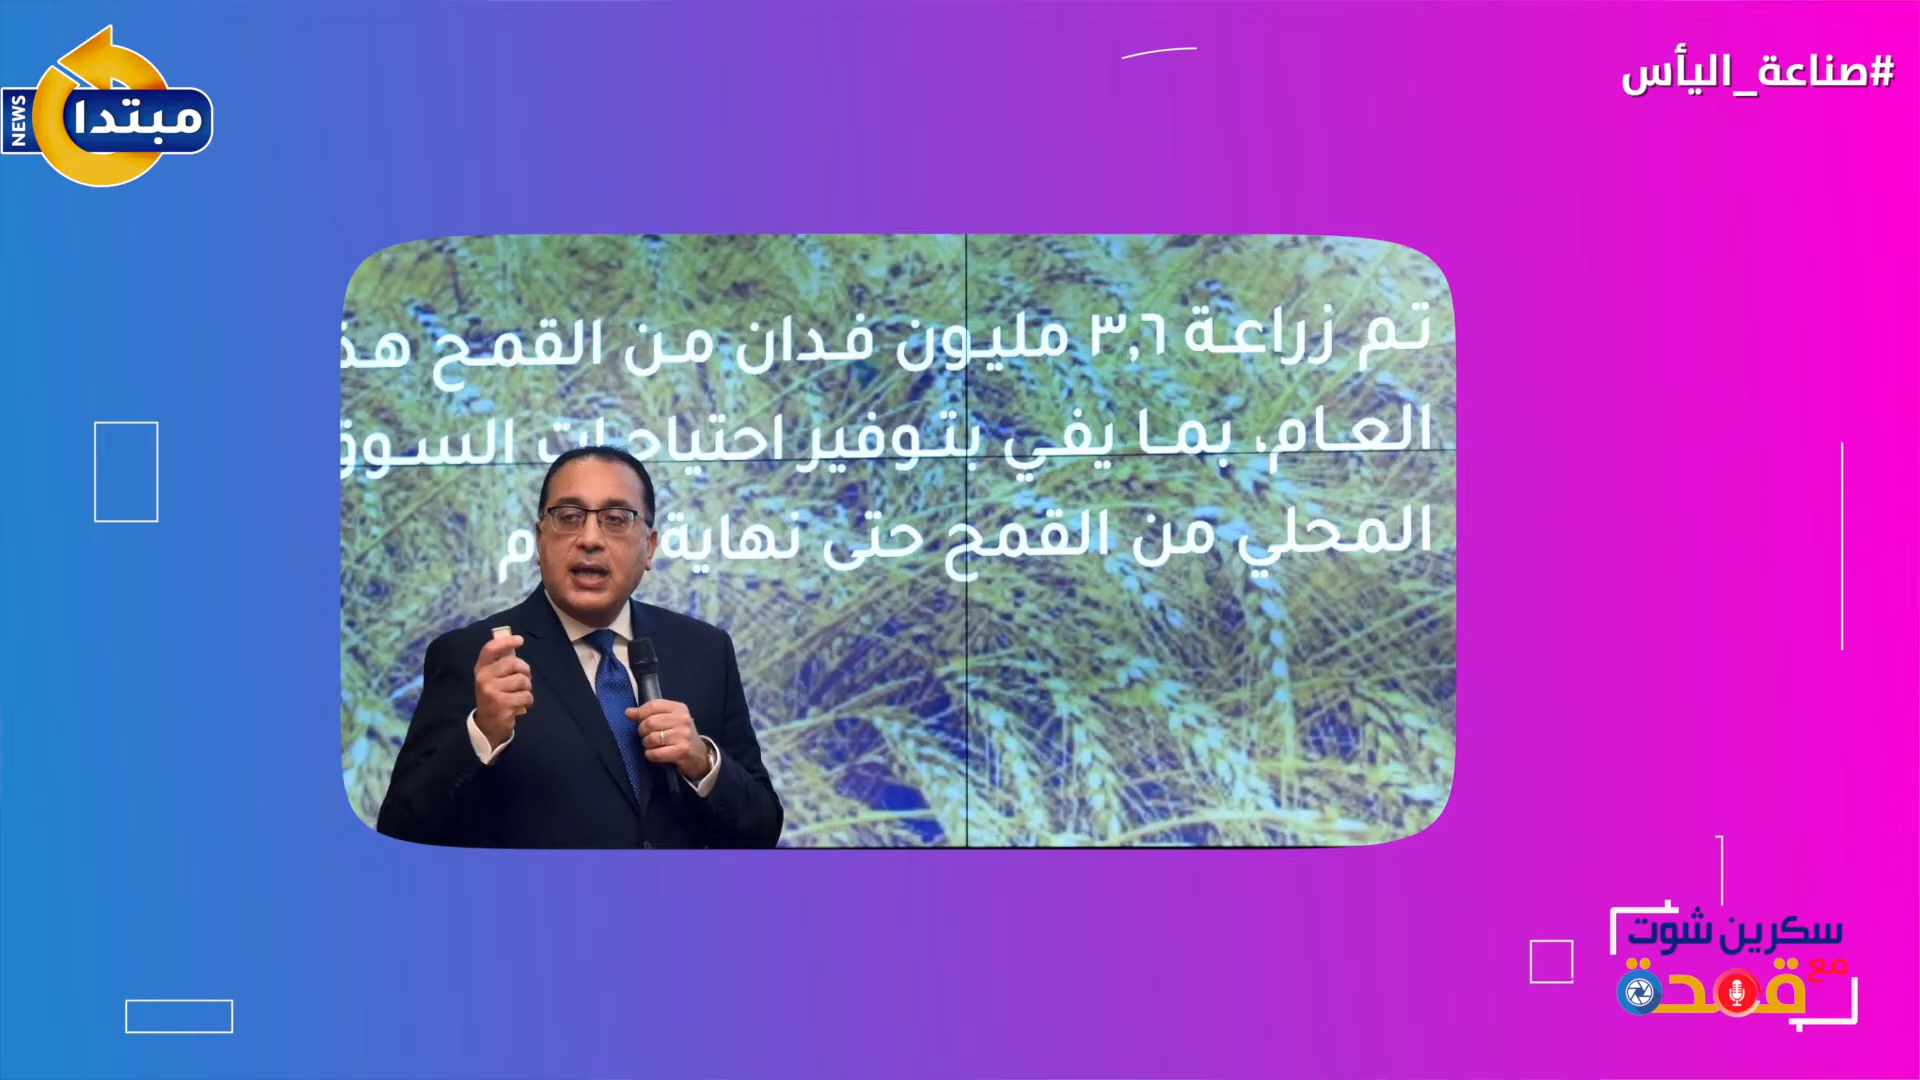 #صناعة_اليأس
مبتدا
NEWS
تم زراعة ٣,٦ مليون فدان من القمح
العام، بما يفي بتوفير احتياجات السوق
المحلي من القمح حتى نهاية
سكرين شوت
مع
قمحة